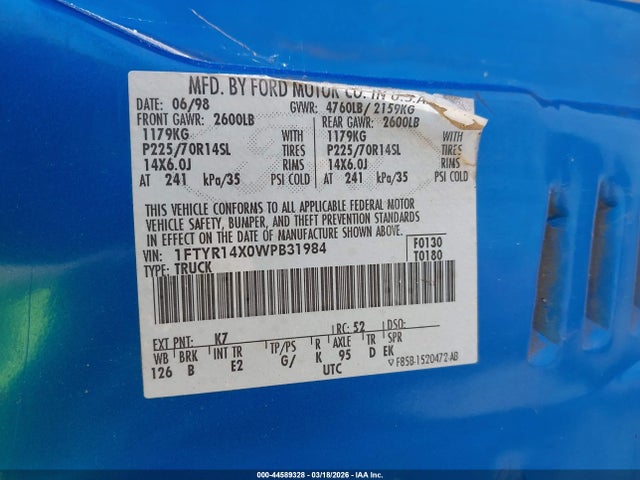 MFD. BY FORD MOTOR CO. IN U.S.A.
DATE: 06/98 GVWR: 4760LB/ 2159KG
FRONT GAWR: 2600LB REAR GAWR: 2600LB
1179KG WITH 1179KG WITH
P225/70R14SL TIRES P225/70R14SL TIRES
14X6.0J RIMS 14X6.0J RIMS
AT 241 kPa/35 PSI COLD AT 241 kPa/35 PSI COLD
THIS VEHICLE CONFORMS TO ALL APPLICABLE FEDERAL MOTOR
VEHICLE SAFETY, BUMPER, AND THEFT PREVENTION STANDARDS
IN EFFECT ON THE DATE OF MANUFACTURE SHOWN ABOVE.
VIN: 1FTYR14X0WPB31984 F0130
TYPE: TRUCK T0180
EXT PNT: K7 RC: 52 DSO:
WB BRK INT TR TP/PS R AXLE TR SPR
126 B E2 G/ K 95 D EK
UTC F85B-1520472-AB
000-44589328 - 03/18/2026 - IAA Inc.